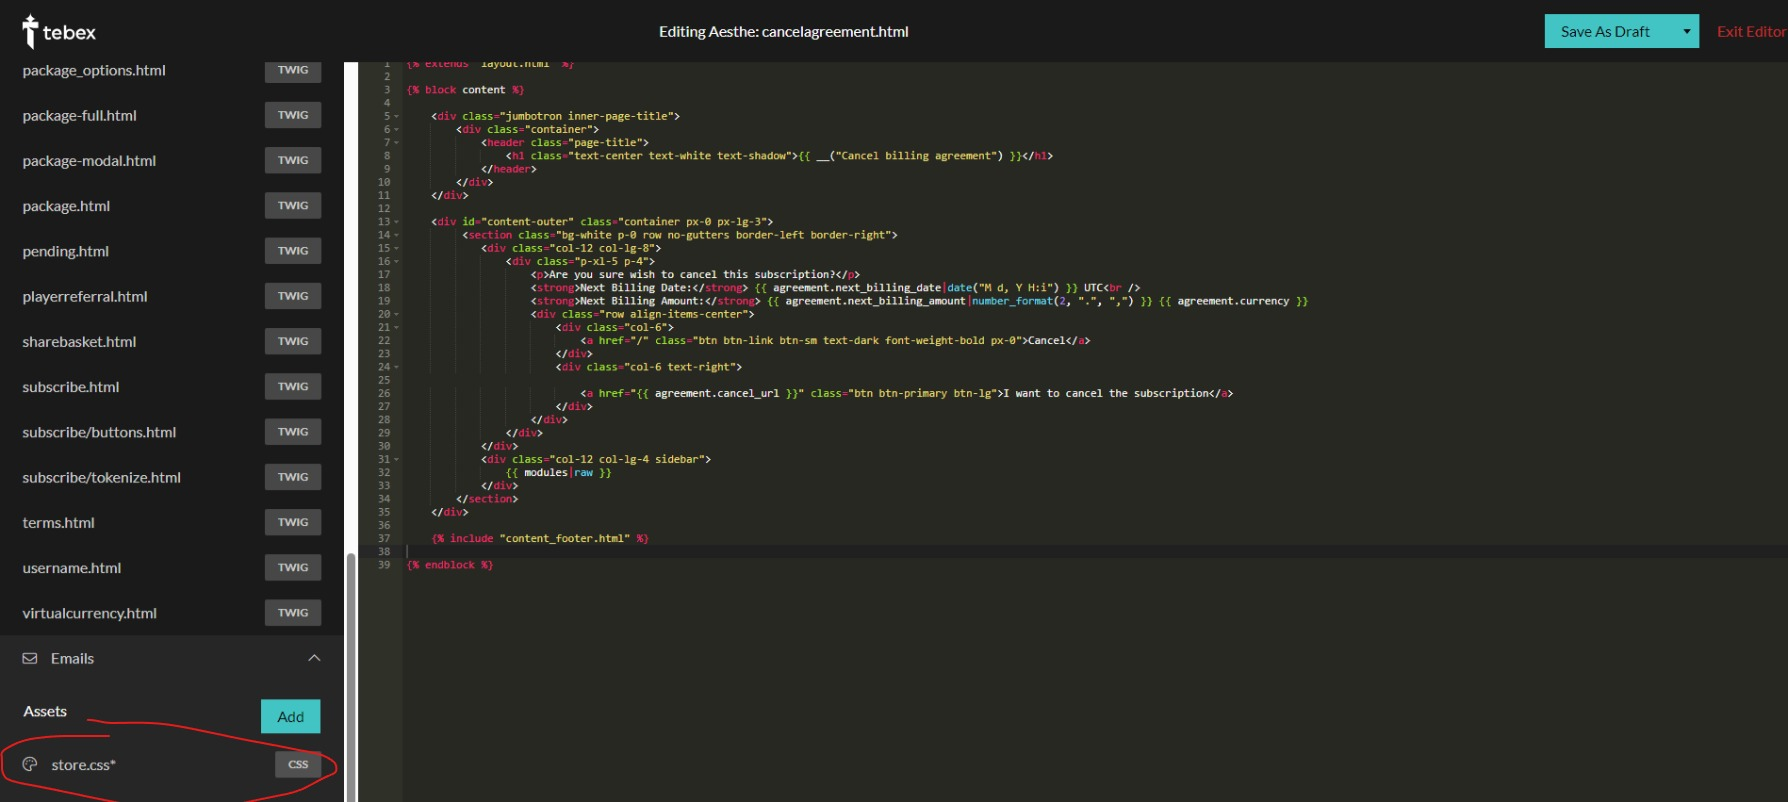 tebex
Editing Aesthe: cancelagreement.html
Save As Draft
Exit Editor
package_options.html TWIG
package-full.html TWIG
package-modal.html TWIG
package.html TWIG
pending.html TWIG
playerreferral.html TWIG
sharebasket.html TWIG
subscribe.html TWIG
subscribe/buttons.html TWIG
subscribe/tokenize.html TWIG
terms.html TWIG
username.html TWIG
virtualcurrency.html TWIG
Emails
Assets Add
store.css* CSS
1 {% extends "layout.html" %}
2
3 {% block content %}
4
5 <div class="jumbotron inner-page-title">
6 <div class="container">
7 <header class="page-title">
8 <h1 class="text-center text-white text-shadow">{{ __("Cancel billing agreement") }}</h1>
9 </header>
10 </div>
11 </div>
12
13 <div id="content-outer" class="container px-0 px-lg-3">
14 <section class="bg-white p-0 row no-gutters border-left border-right">
15 <div class="col-12 col-lg-8">
16 <div class="p-xl-5 p-4">
17 <p>Are you sure wish to cancel this subscription?</p>
18 <strong>Next Billing Date:</strong> {{ agreement.next_billing_date|date("M d, Y H:i") }} UTC<br />
19 <strong>Next Billing Amount:</strong> {{ agreement.next_billing_amount|number_format(2, ".", ",") }} {{ agreement.currency }}
20 <div class="row align-items-center">
21 <div class="col-6">
22 <a href="/" class="btn btn-link btn-sm text-dark font-weight-bold px-0">Cancel</a>
23 </div>
24 <div class="col-6 text-right">
25
26 <a href="{{ agreement.cancel_url }}" class="btn btn-primary btn-lg">I want to cancel the subscription</a>
27 </div>
28 </div>
29 </div>
30 </div>
31 <div class="col-12 col-lg-4 sidebar">
32 {{ modules|raw }}
33 </div>
34 </section>
35 </div>
36
37 {% include "content_footer.html" %}
38
39 {% endblock %}